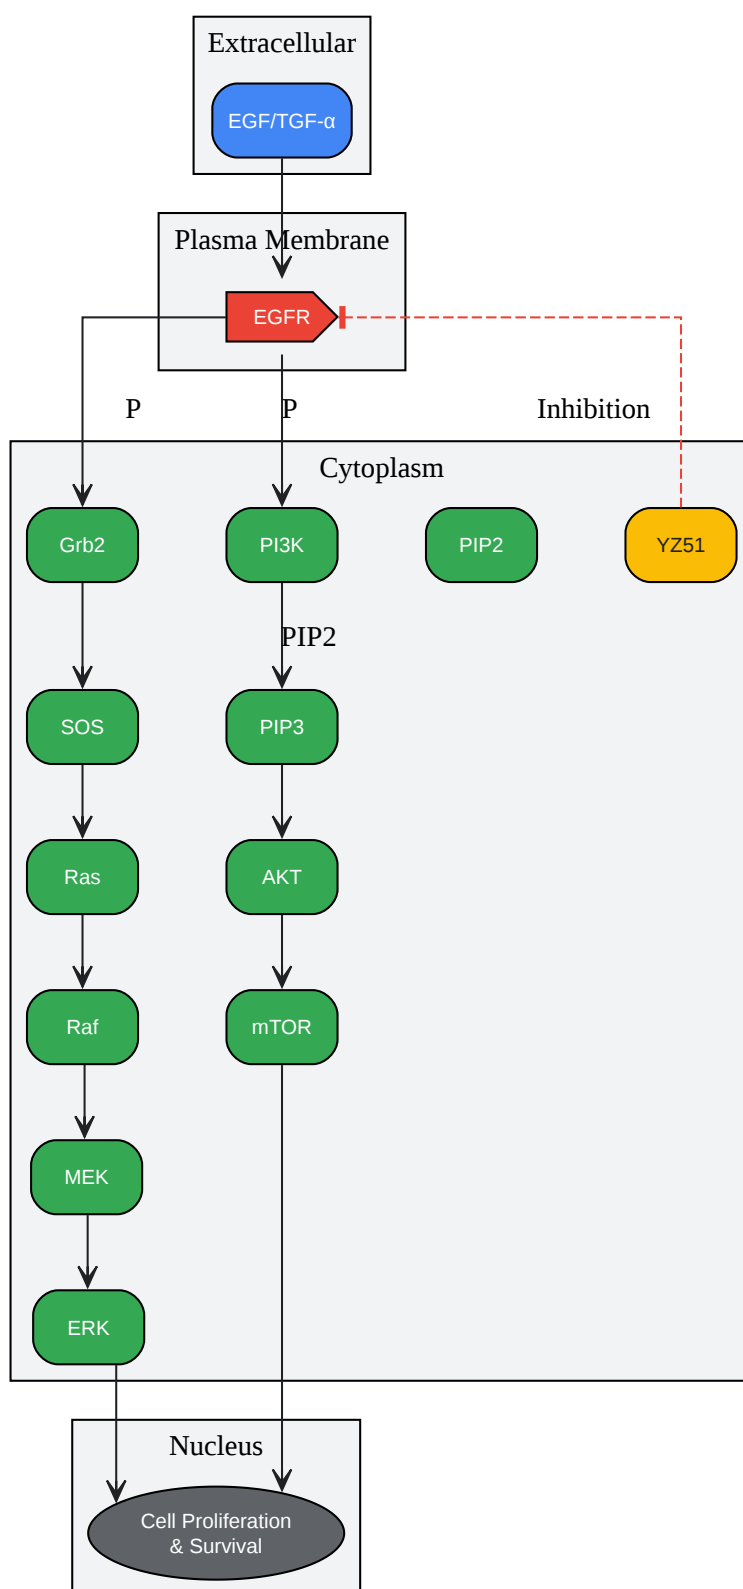 Extracellular
EGF/TGF-α
Plasma Membrane
EGFR
P
P
Inhibition
Cytoplasm
Grb2
PI3K
PIP2
YZ51
PIP2
SOS
PIP3
Ras
AKT
Raf
mTOR
MEK
ERK
Nucleus
Cell Proliferation
& Survival